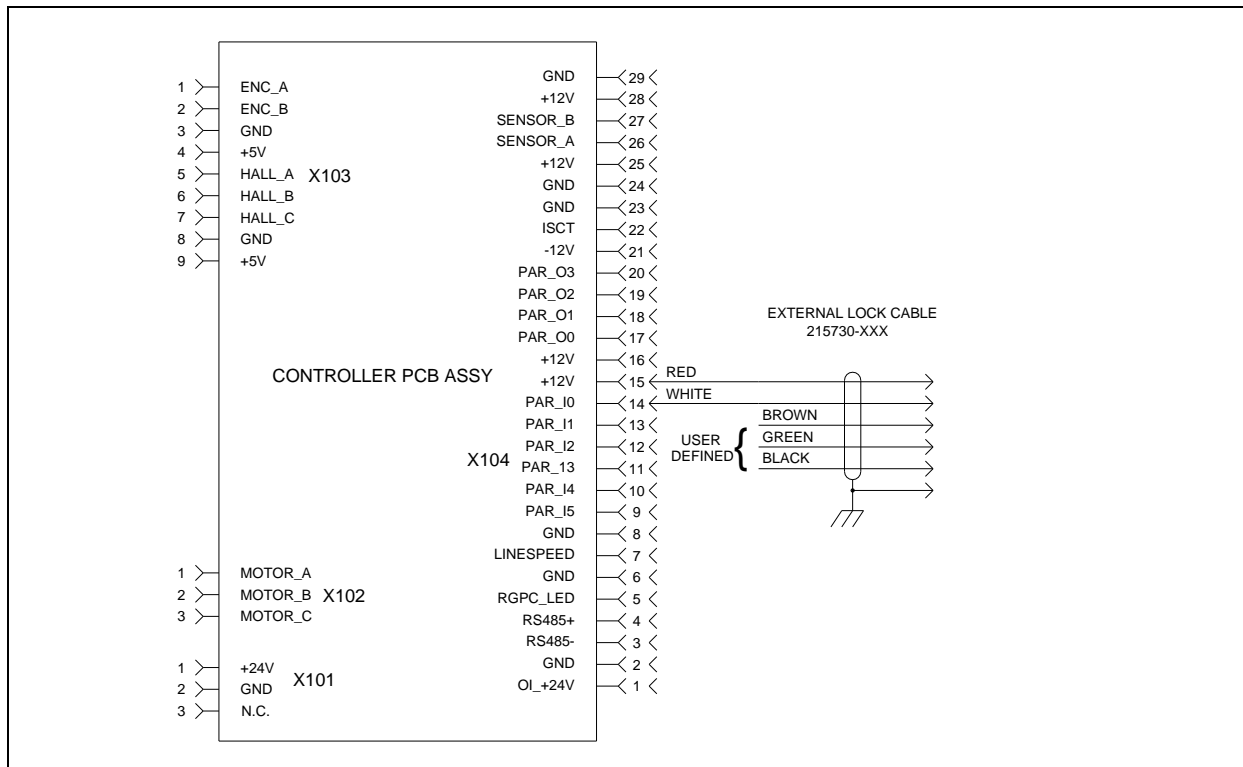 1 ENC_A
2 ENC_B
3 GND
4 +5V
5 HALL_A X103
6 HALL_B
7 HALL_C
8 GND
9 +5V
CONTROLLER PCB ASSY
1 MOTOR_A
2 MOTOR_B X102
3 MOTOR_C
1 +24V
X101
2 GND
3 N.C.
GND 29
+12V 28
SENSOR_B 27
SENSOR_A 26
+12V 25
GND 24
GND 23
ISCT 22
-12V 21
PAR_O3 20
PAR_O2 19
PAR_O1 18
PAR_O0 17
+12V 16
+12V 15
PAR_I0 14
PAR_I1 13
PAR_I2 12
X104
PAR_13 11
PAR_I4 10
PAR_I5 9
GND 8
LINESPEED 7
GND 6
RGPC_LED 5
RS485+ 4
RS485- 3
GND 2
OI_+24V 1
EXTERNAL LOCK CABLE
215730-XXX
RED
WHITE
BROWN
GREEN
BLACK
USER
DEFINED